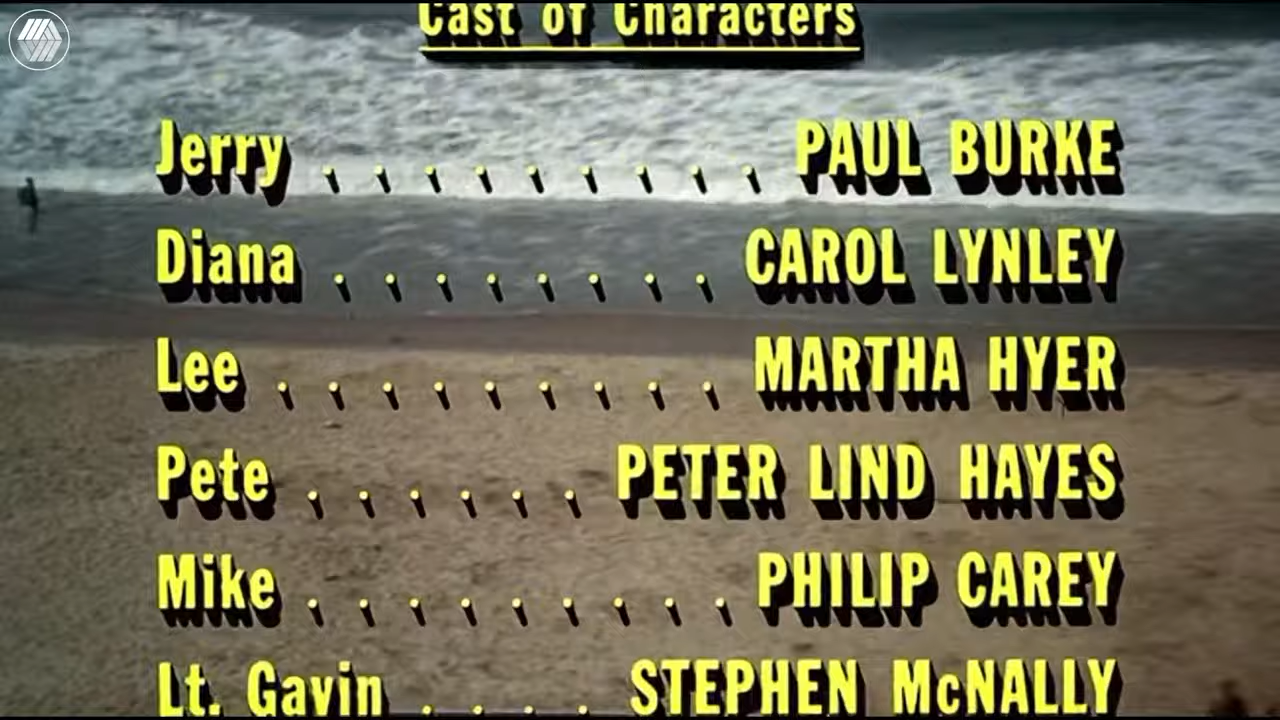 Cast of Characters
Jerry . . . . . . . . . PAUL BURKE
Diana . . . . . . . . CAROL LYNLEY
Lee . . . . . . . . . MARTHA HYER
Pete . . . . . . PETER LIND HAYES
Mike . . . . . . . . . PHILIP CAREY
Lt. Gavin . . . . STEPHEN McNALLY